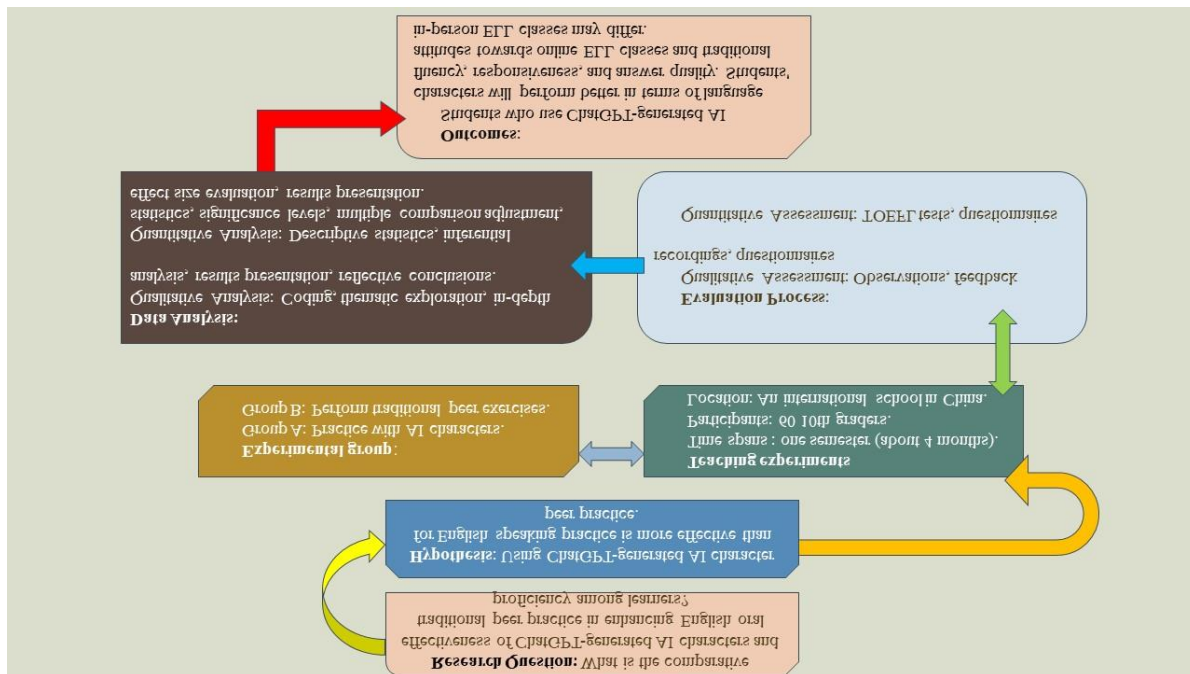 Research Question: What is the comparative
effectiveness of ChatGPT-generated AI characters and
traditional peer practice in enhancing English oral
proficiency among learners?
Hypothesis: Using ChatGPT-generated AI character
for English speaking practice is more effective than
peer practice.
Teaching experiments
Time spans : one semester (about 4 months).
Participants: 60 10th graders.
Location: An international school in China.
Experimental group:
Group A: Practice with AI characters.
Group B: Perform traditional peer exercises.
Evaluation Process:
Qualitative Assessment: Observations, feedback
recordings, questionnaires
Quantitative Assessment: TOEFL tests, questionnaires
Data Analysis:
Qualitative Analysis: Coding, thematic exploration, in-depth
analysis, results presentation, reflective conclusions.
Quantitative Analysis: Descriptive statistics, inferential
statistics, significance levels, multiple comparison adjustment,
effect size evaluation, results presentation.
Outcomes:
Students who use ChatGPT-generated AI
characters will perform better in terms of language
fluency, responsiveness, and answer quality. Students'
attitudes towards online ELL classes and traditional
in-person ELL classes may differ.